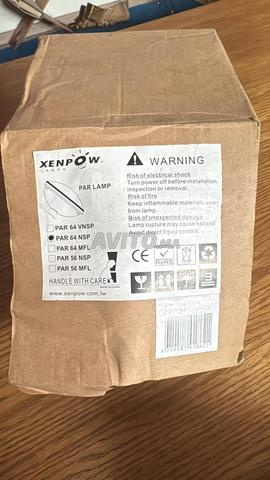 XENPOW
LAMPS
PAR LAMP
PAR 64 VNSP
PAR 64 NSP
PAR 64 MFL
PAR 56 NSP
PAR 56 MFL
HANDLE WITH CARE
www.xenpow.com.tw
WARNING
Risk of electrical shock
Turn power off before installation,
inspection or removal.
Risk of fire
Keep inflammable materials away
from lamp.
Risk of unexpected damage
Lamp rupture may causes hazard
Avoid direct liquid contact.
CE
AVITO.ma